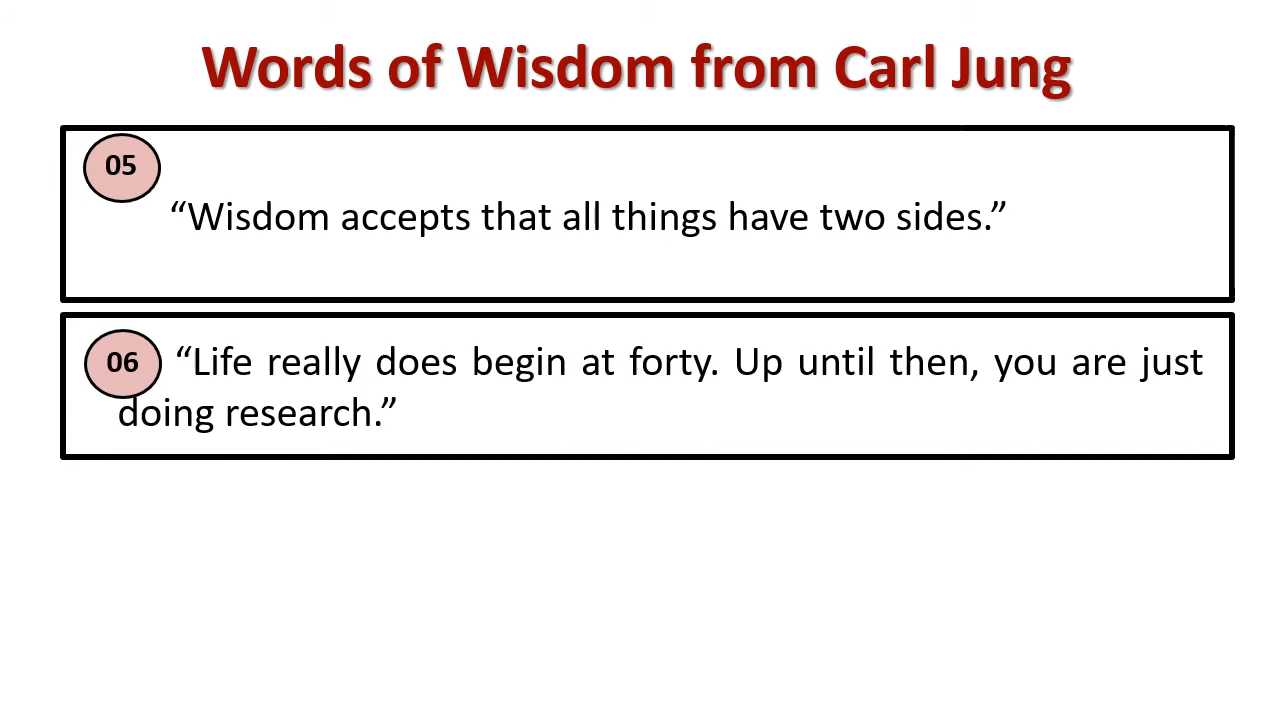 Words of Wisdom from Carl Jung
05
“Wisdom accepts that all things have two sides.”
06
“Life really does begin at forty. Up until then, you are just
doing research.”